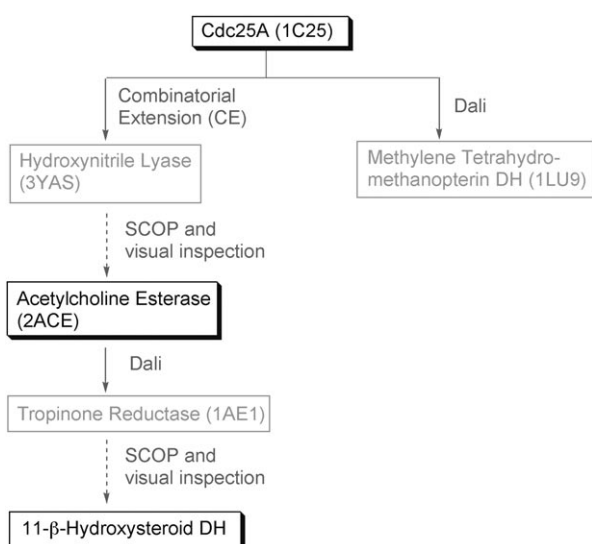 Cdc25A (1C25)
Combinatorial
Extension (CE)
Dali
Hydroxynitrile Lyase
(3YAS)
Methylene Tetrahydro-
methanopterin DH (1LU9)
SCOP and
visual inspection
Acetylcholine Esterase
(2ACE)
Dali
Tropinone Reductase (1AE1)
SCOP and
visual inspection
11-β-Hydroxysteroid DH